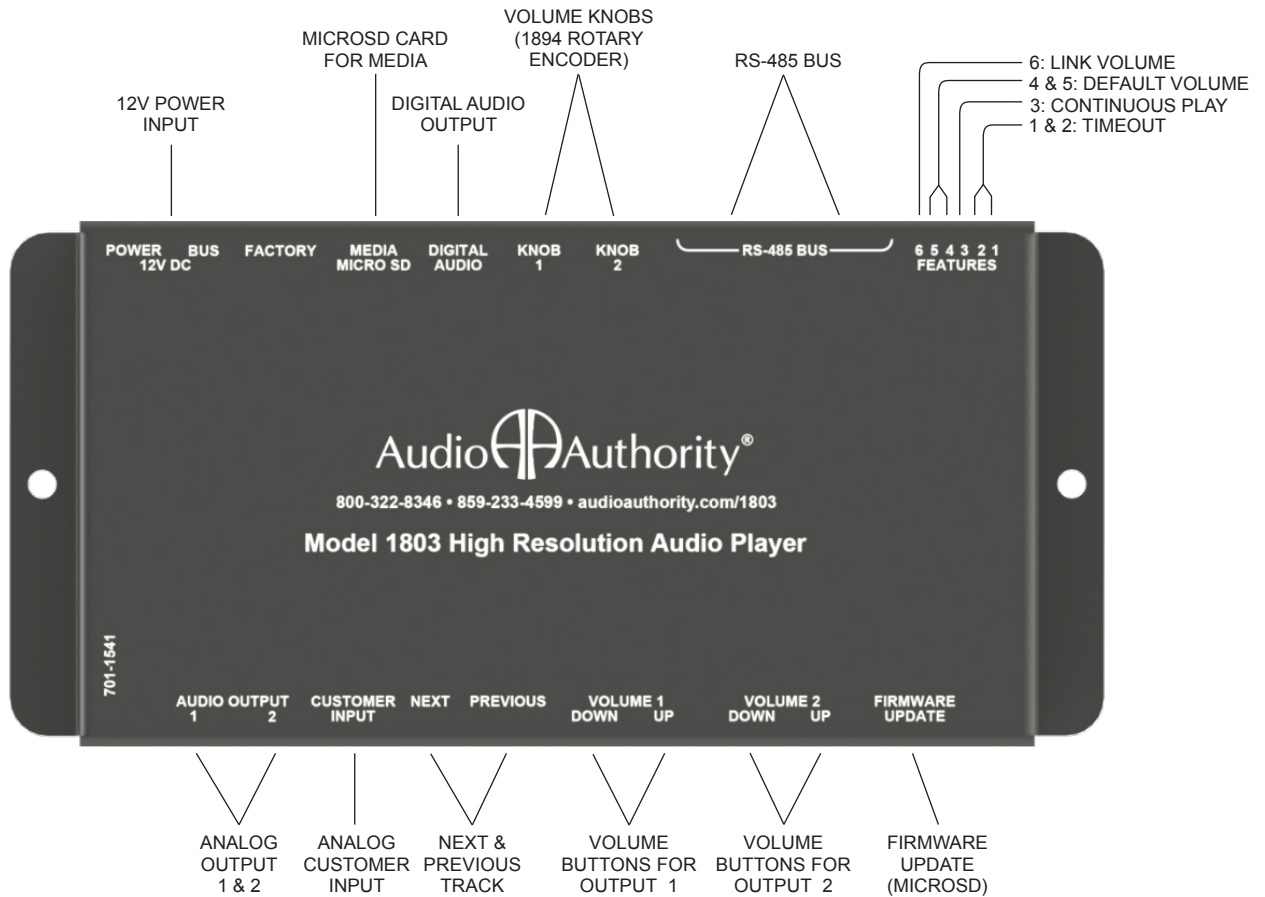 VOLUME KNOBS
(1894 ROTARY
ENCODER)
MICROSD CARD
FOR MEDIA
RS-485 BUS
6: LINK VOLUME
4 & 5: DEFAULT VOLUME
3: CONTINUOUS PLAY
1 & 2: TIMEOUT
12V POWER
INPUT
DIGITAL AUDIO
OUTPUT
POWER BUS
12V DC
FACTORY
MEDIA
MICRO SD
DIGITAL
AUDIO
KNOB
1
KNOB
2
RS-485 BUS
6 5 4 3 2 1
FEATURES
Audio Authority®
800-322-8346 • 859-233-4599 • audioauthority.com/1803
Model 1803 High Resolution Audio Player
701-1541
AUDIO OUTPUT
1 2
CUSTOMER
INPUT
NEXT
PREVIOUS
VOLUME 1
DOWN UP
VOLUME 2
DOWN UP
FIRMWARE
UPDATE
ANALOG
OUTPUT
1 & 2
ANALOG
CUSTOMER
INPUT
NEXT &
PREVIOUS
TRACK
VOLUME
BUTTONS FOR
OUTPUT 1
VOLUME
BUTTONS FOR
OUTPUT 2
FIRMWARE
UPDATE
(MICROSD)